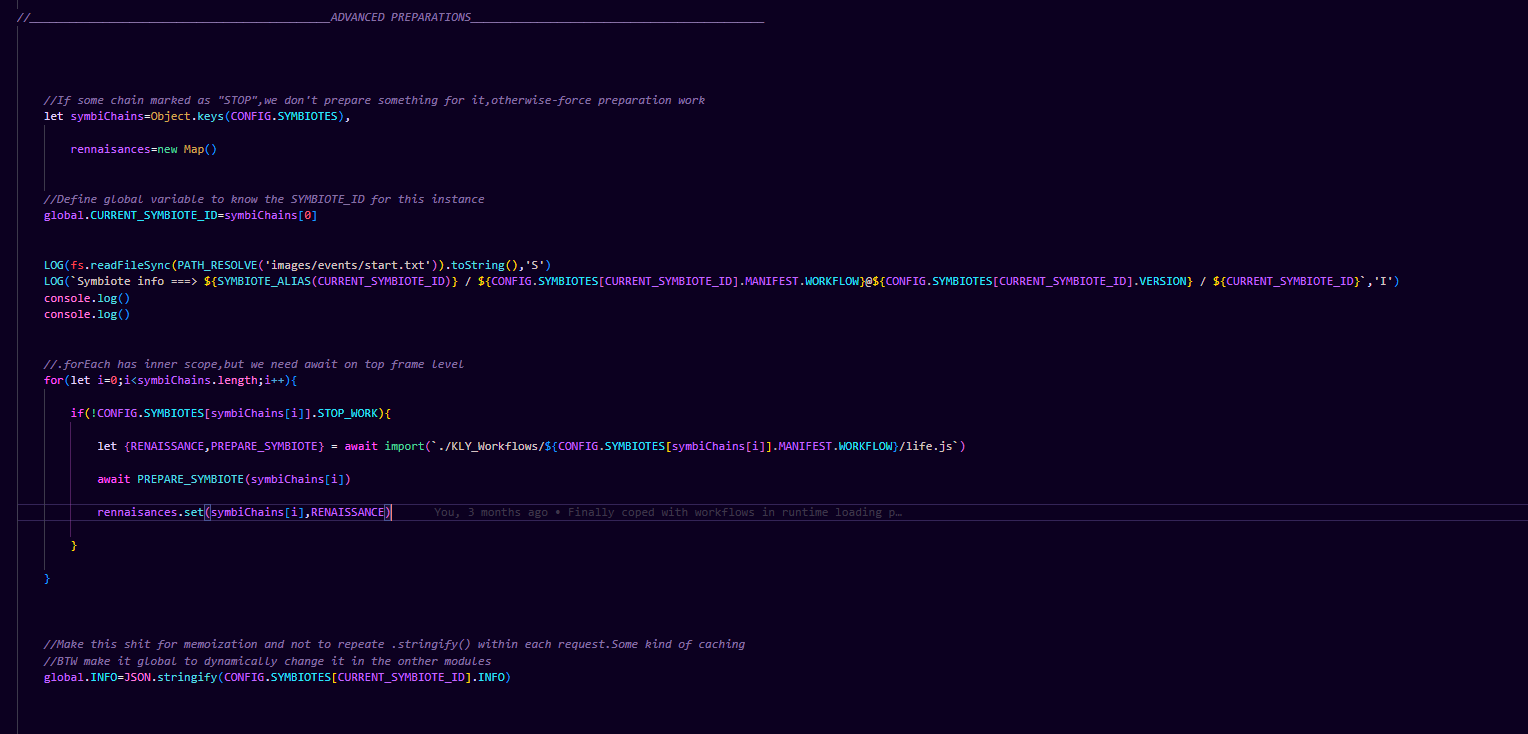 //______________________________________________ADVANCED PREPARATIONS_____________________________________________
//If some chain marked as "STOP",we don't prepare something for it,otherwise-force preparation work
let symbiChains=Object.keys(CONFIG.SYMBIOTES),
rennaisances=new Map()
//Define global variable to know the SYMBIOTE_ID for this instance
global.CURRENT_SYMBIOTE_ID=symbiChains[0]
LOG(fs.readFileSync(PATH_RESOLVE('images/events/start.txt')).toString(),'S')
LOG(`Symbiote info ===> ${SYMBIOTE_ALIAS(CURRENT_SYMBIOTE_ID)} / ${CONFIG.SYMBIOTES[CURRENT_SYMBIOTE_ID].MANIFEST.WORKFLOW}@${CONFIG.SYMBIOTES[CURRENT_SYMBIOTE_ID].VERSION} / ${CURRENT_SYMBIOTE_ID}`,'I')
console.log()
console.log()
//.forEach has inner scope,but we need await on top frame level
for(let i=0;i<symbiChains.length;i++){
if(!CONFIG.SYMBIOTES[symbiChains[i]].STOP_WORK){
let {RENAISSANCE,PREPARE_SYMBIOTE} = await import(`./KLY_Workflows/${CONFIG.SYMBIOTES[symbiChains[i]].MANIFEST.WORKFLOW}/life.js`)
await PREPARE_SYMBIOTE(symbiChains[i])
rennaisances.set(symbiChains[i],RENAISSANCE) You, 3 months ago • Finally coped with workflows in runtime loading p…
}
}
//Make this shit for memoization and not to repeate .stringify() within each request.Some kind of caching
//BTW make it global to dynamically change it in the onther modules
global.INFO=JSON.stringify(CONFIG.SYMBIOTES[CURRENT_SYMBIOTE_ID].INFO)